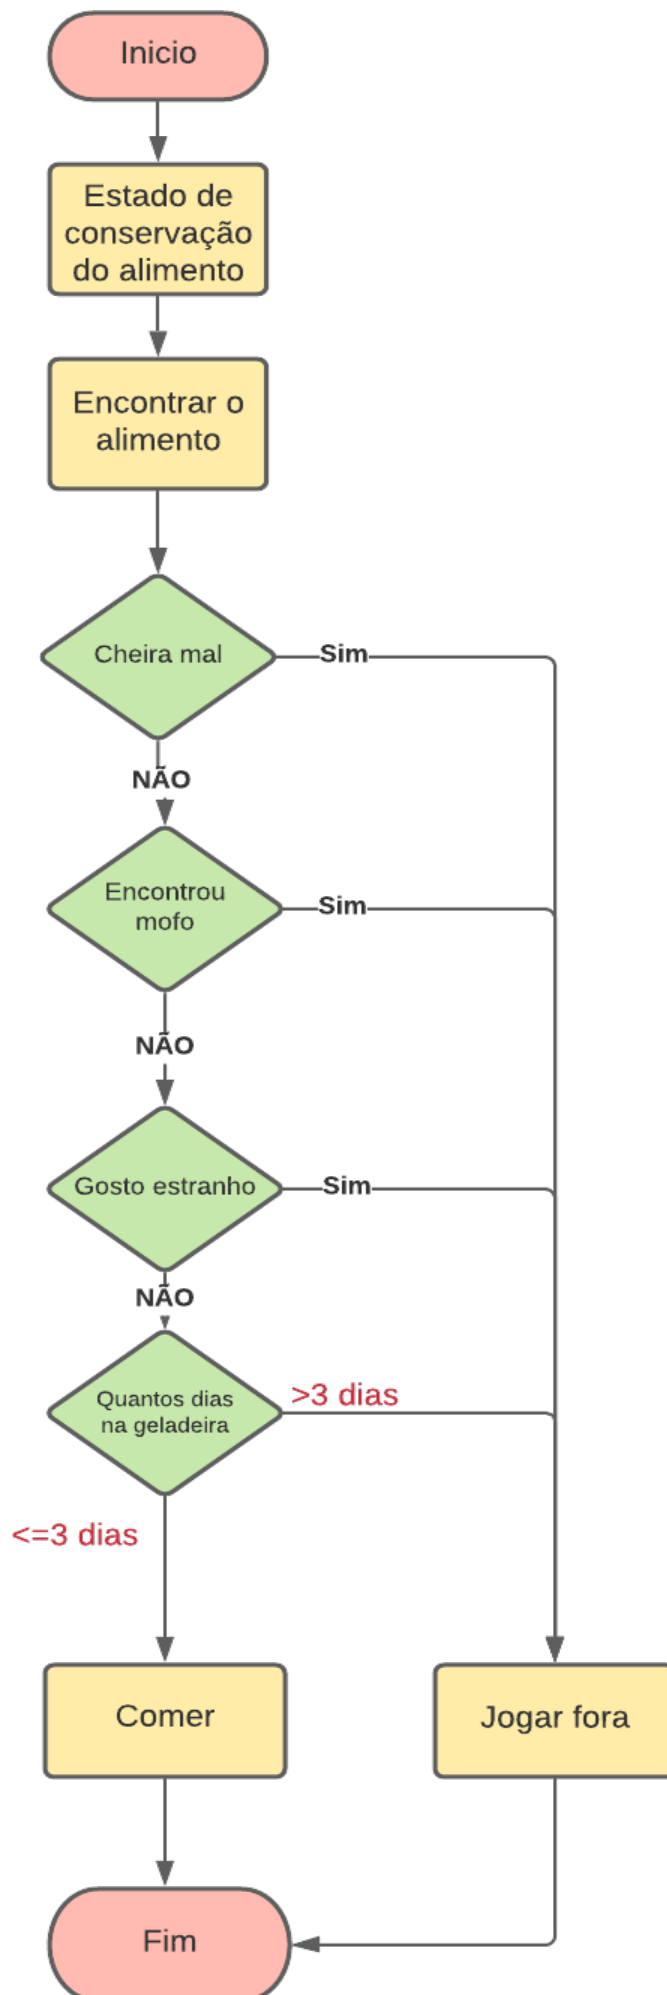 Inicio
Estado de
conservação
do alimento
Encontrar o
alimento
Cheira mal
Sim
NÃO
Encontrou
mofo
Sim
NÃO
Gosto estranho
Sim
NÃO
Quantos dias
na geladeira
>3 dias
<=3 dias
Comer
Jogar fora
Fim